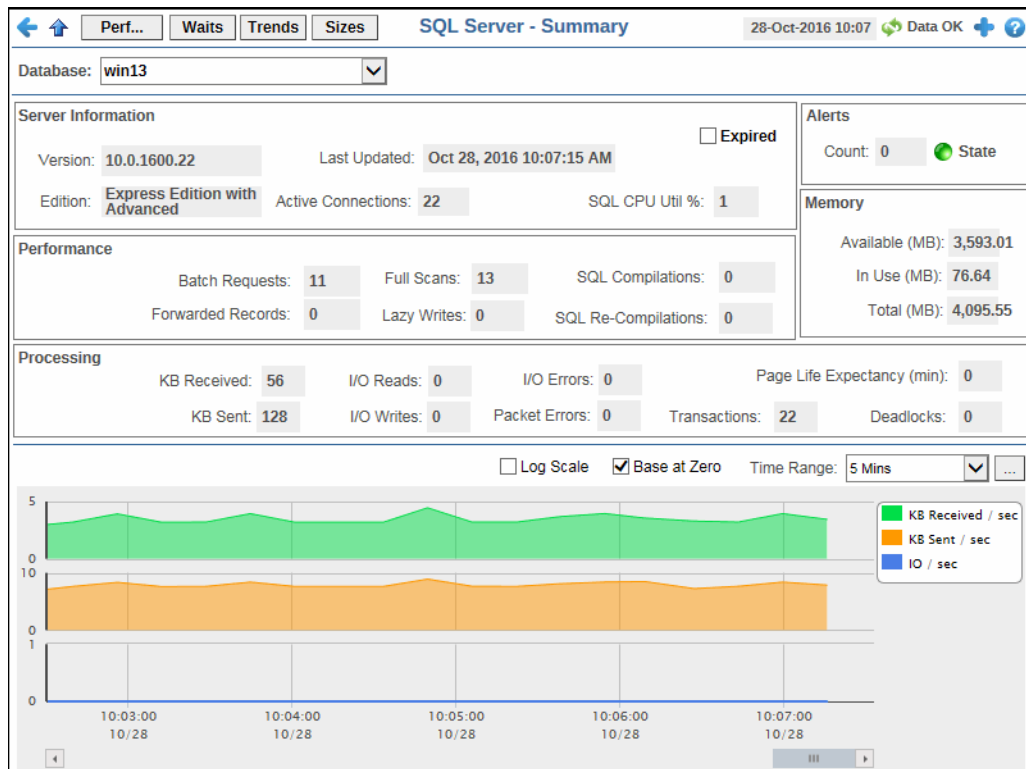 Perf... Waits Trends Sizes SQL Server - Summary 28-Oct-2016 10:07 Data OK
Database: win13
Server Information
Expired
Version: 10.0.1600.22 Last Updated: Oct 28, 2016 10:07:15 AM
Edition: Express Edition with
Advanced
Active Connections: 22 SQL CPU Util %: 1
Alerts
Count: 0 State
Memory
Available (MB): 3,593.01
In Use (MB): 76.64
Total (MB): 4,095.55
Performance
Batch Requests: 11 Full Scans: 13 SQL Compilations: 0
Forwarded Records: 0 Lazy Writes: 0 SQL Re-Compilations: 0
Processing
KB Received: 56 I/O Reads: 0 I/O Errors: 0 Page Life Expectancy (min): 0
KB Sent: 128 I/O Writes: 0 Packet Errors: 0 Transactions: 22 Deadlocks: 0
Log Scale Base at Zero Time Range: 5 Mins ...
5
0
10
0
1
0
KB Received / sec
KB Sent / sec
IO / sec
10:03:00 10:04:00 10:05:00 10:06:00 10:07:00
10/28 10/28 10/28 10/28 10/28